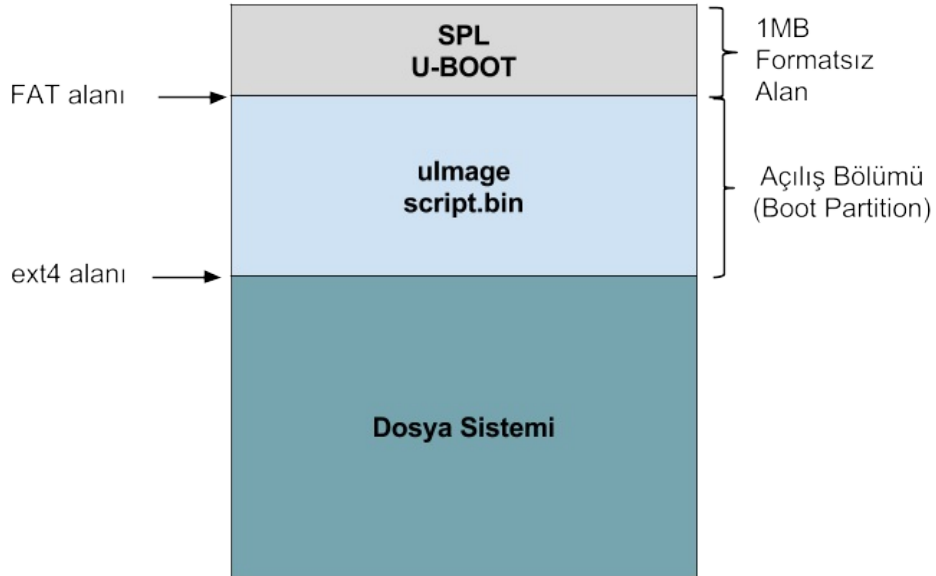 SPL
U-BOOT
1MB
Formatsız
Alan
FAT alanı
uImage
script.bin
Açılış Bölümü
(Boot Partition)
ext4 alanı
Dosya Sistemi